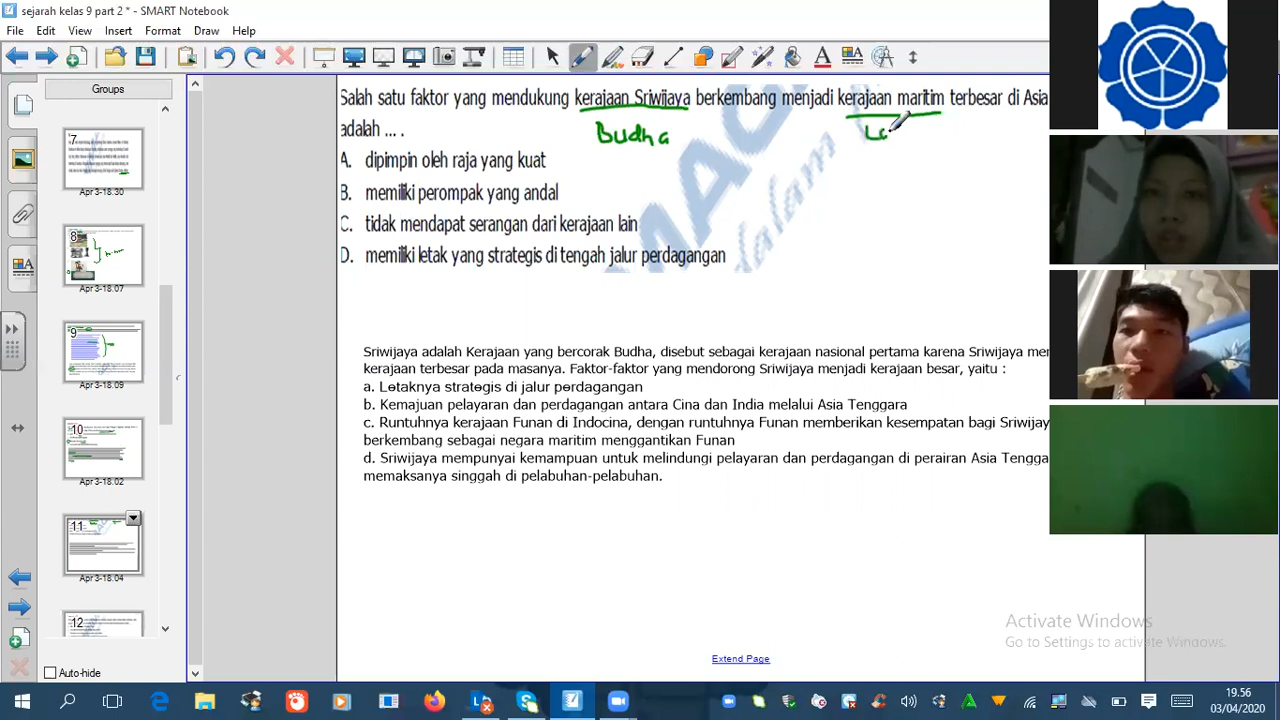 sejarah kelas 9 part 2 * - SMART Notebook
File Edit View Insert Format Draw Help
Groups
7
Apr 3-18.30
8
Apr 3-18.07
9
Apr 3-18.09
10
Apr 3-18.02
11
Apr 3-18.04
12
Auto-hide
Salah satu faktor yang mendukung kerajaan Sriwijaya berkembang menjadi kerajaan maritim terbesar di Asia
adalah ... .
Budha
La
A. dipimpin oleh raja yang kuat
B. memiliki perompak yang andal
C. tidak mendapat serangan dari kerajaan lain
D. memiliki letak yang strategis di tengah jalur perdagangan
Sriwijaya adalah Kerajaan yang bercorak Budha, disebut sebagai kerajaan nasional pertama karena Sriwijaya
kerajaan terbesar pada masanya. Faktor-faktor yang mendorong Sriwijaya menjadi kerajaan besar, yaitu :
a. Letaknya strategis di jalur perdagangan
b. Kemajuan pelayaran dan perdagangan antara Cina dan India melalui Asia Tenggara
c. Runtuhnya kerajaan Funan di Indocina, dengan runtuhnya Funan memberikan kesempatan bagi Sriwijay
berkembang sebagai negara maritim menggantikan Funan
d. Sriwijaya mempunyai kemampuan untuk melindungi pelayaran dan perdagangan di perairan Asia Tengga
memaksanya singgah di pelabuhan-pelabuhan.
Extend Page
Activate Windows
Go to Settings to activate Windows.
19.56
03/04/2020